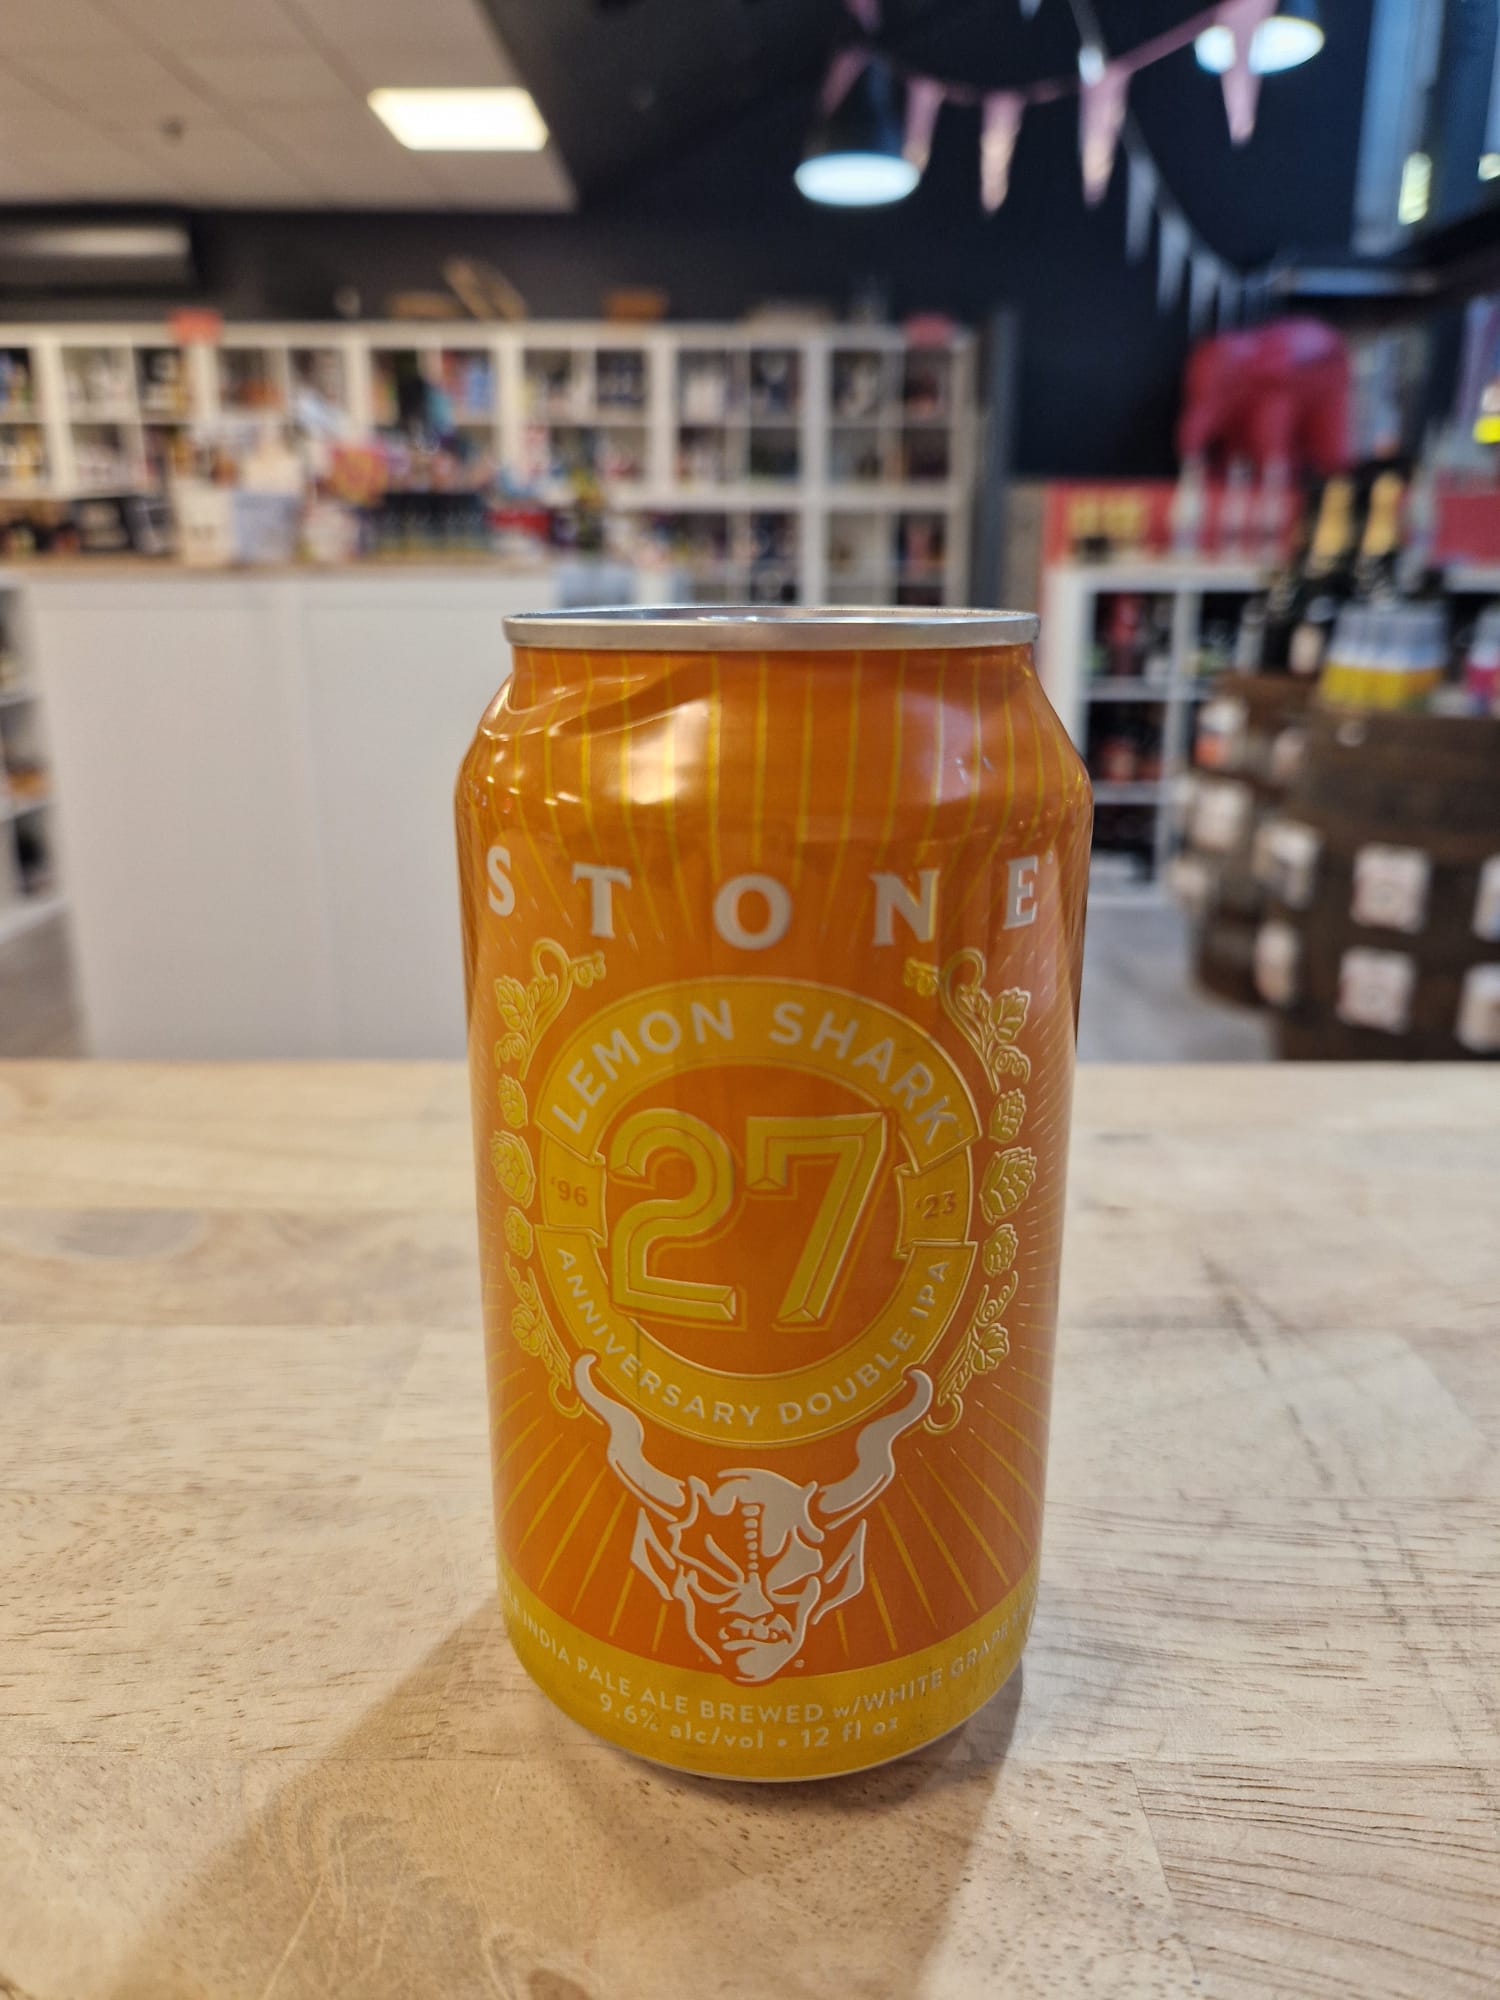 STONE
LEMON SHARK
27
'96
'23
ANNIVERSARY DOUBLE IPA
INDIA PALE ALE BREWED w/WHITE GRAPE
9.6% alc/vol • 12 fl oz